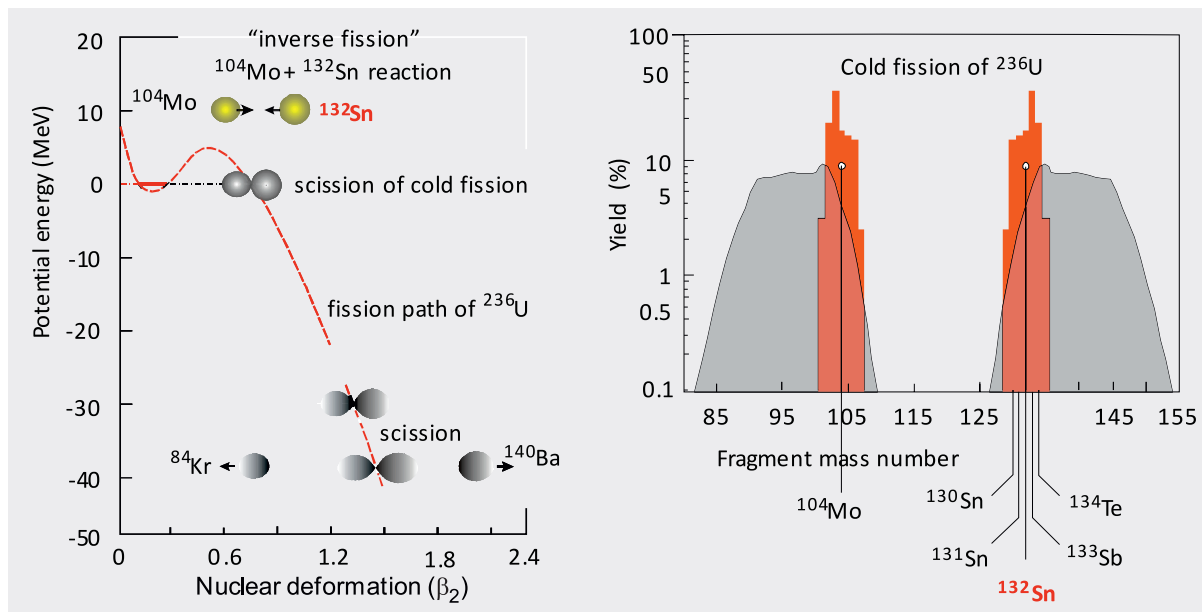 “inverse fission”
¹⁰⁴Mo + ¹³²Sn reaction
¹⁰⁴Mo
¹³²Sn
scission of cold fission
fission path of ²³⁶U
scission
⁸⁴Kr
¹⁴⁰Ba
Potential energy (MeV)
20
10
0
-10
-20
-30
-40
-50
0
0.6
1.2
1.8
2.4
Nuclear deformation (β₂)
Cold fission of ²³⁶U
Yield (%)
100
50
10
5
1
0.5
0.1
85
95
105
115
125
145
155
Fragment mass number
¹⁰⁴Mo
¹³⁰Sn
¹³⁴Te
¹³¹Sn
¹³³Sb
¹³²Sn